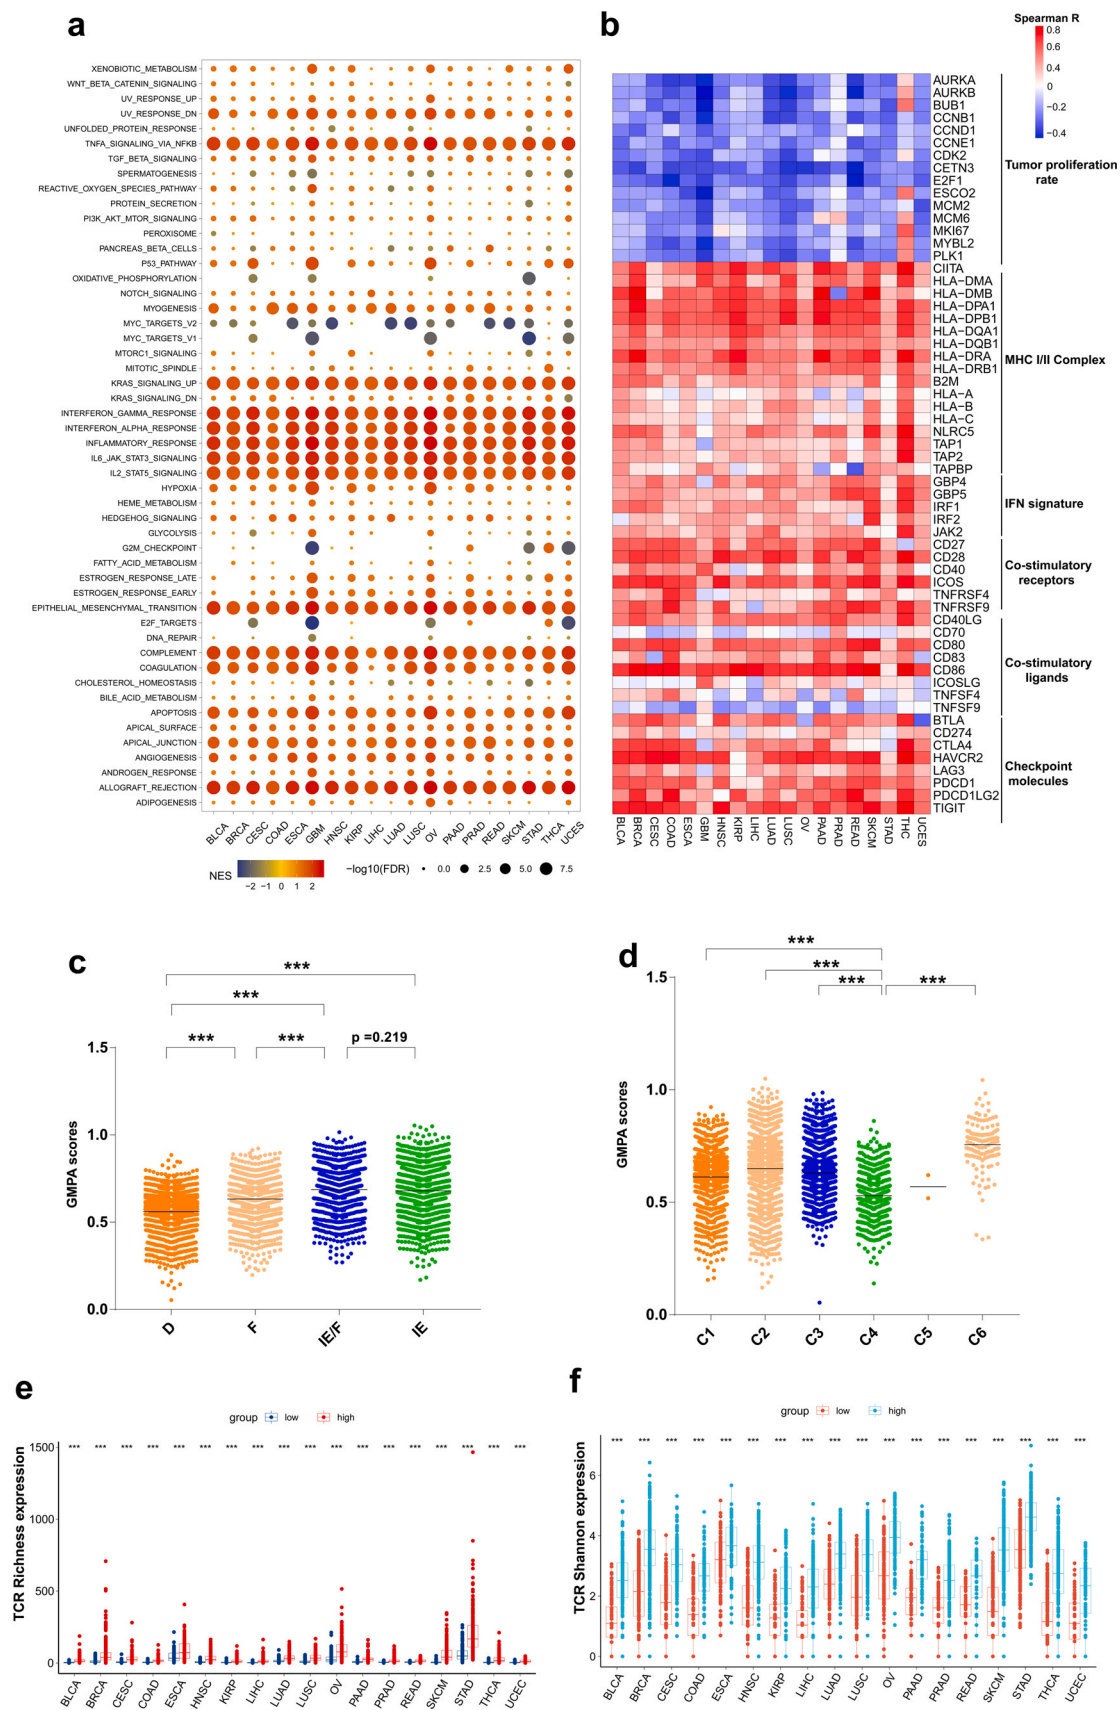 a
XENOBIOTIC_METABOLISM
WNT_BETA_CATENIN_SIGNALING
UV_RESPONSE_UP
UV_RESPONSE_DN
UNFOLDED_PROTEIN_RESPONSE
TNFA_SIGNALING_VIA_NFKB
TGF_BETA_SIGNALING
SPERMATOGENESIS
REACTIVE_OXYGEN_SPECIES_PATHWAY
PROTEIN_SECRETION
PI3K_AKT_MTOR_SIGNALING
PEROXISOME
PANCREAS_BETA_CELLS
P53_PATHWAY
OXIDATIVE_PHOSPHORYLATION
NOTCH_SIGNALING
MYOGENESIS
MYC_TARGETS_V2
MYC_TARGETS_V1
MTORC1_SIGNALING
MITOTIC_SPINDLE
KRAS_SIGNALING_UP
KRAS_SIGNALING_DN
INTERFERON_GAMMA_RESPONSE
INTERFERON_ALPHA_RESPONSE
INFLAMMATORY_RESPONSE
IL6_JAK_STAT3_SIGNALING
IL2_STAT5_SIGNALING
HYPOXIA
HEME_METABOLISM
HEDGEHOG_SIGNALING
GLYCOLYSIS
G2M_CHECKPOINT
FATTY_ACID_METABOLISM
ESTROGEN_RESPONSE_LATE
ESTROGEN_RESPONSE_EARLY
EPITHELIAL_MESENCHYMAL_TRANSITION
E2F_TARGETS
DNA_REPAIR
COMPLEMENT
COAGULATION
CHOLESTEROL_HOMEOSTASIS
BILE_ACID_METABOLISM
APOPTOSIS
APICAL_SURFACE
APICAL_JUNCTION
ANGIOGENESIS
ANDROGEN_RESPONSE
ALLOGRAFT_REJECTION
ADIPOGENESIS
BLCA BRCA CESC COAD ESCA GBM HNSC KIRP LIHC LUAD LUSC OV PAAD PRAD READ SKCM STAD THCA UCES
NES −2 −1 0 1 2 −log10(FDR) 0.0 2.5 5.0 7.5
b
Spearman R
0.8
0.6
0.4
0.2
0
−0.2
−0.4
AURKA
AURKB
BUB1
CCNB1
CCND1
CCNE1
CDK2
CETN3
E2F1
ESCO2
MCM2
MCM6
MKI67
MYBL2
PLK1
CIITA
HLA−DMA
HLA−DMB
HLA−DPA1
HLA−DPB1
HLA−DQA1
HLA−DQB1
HLA−DRA
HLA−DRB1
B2M
HLA−A
HLA−B
HLA−C
NLRC5
TAP1
TAP2
TAPBP
GBP4
GBP5
IRF1
IRF2
JAK2
CD27
CD28
CD40
ICOS
TNFRSF4
TNFRSF9
CD40LG
CD70
CD80
CD83
CD86
ICOSLG
TNFSF4
TNFSF9
BTLA
CD274
CTLA4
HAVCR2
LAG3
PDCD1
PDCD1LG2
TIGIT
Tumor proliferation
rate
MHC I/II Complex
IFN signature
Co-stimulatory
receptors
Co-stimulatory
ligands
Checkpoint
molecules
BLCA BRCA CESC COAD ESCA GBM HNSC KIRP LIHC LUAD LUSC OV PAAD PRAD READ SKCM STAD THC UCES
c
***
***
*** *** p =0.219
GMPA scores
1.5
1.0
0.5
0.0
D F IE/F IE
d
***
***
*** ***
GMPA scores
1.5
1.0
0.5
0.0
C1 C2 C3 C4 C5 C6
e
group low high
*** *** *** *** *** *** *** *** *** *** *** *** *** *** *** *** *** ***
TCR Richness expression
1500
1000
500
0
BLCA BRCA CESC COAD ESCA HNSC KIRP LIHC LUAD LUSC OV PAAD PRAD READ SKCM STAD THCA UCEC
f
group low high
*** *** *** *** *** *** *** *** *** *** *** *** *** *** *** *** *** ***
TCR Shannon expression
6
4
2
0
BLCA BRCA CESC COAD ESCA HNSC KIRP LIHC LUAD LUSC OV PAAD PRAD READ SKCM STAD THCA UCEC